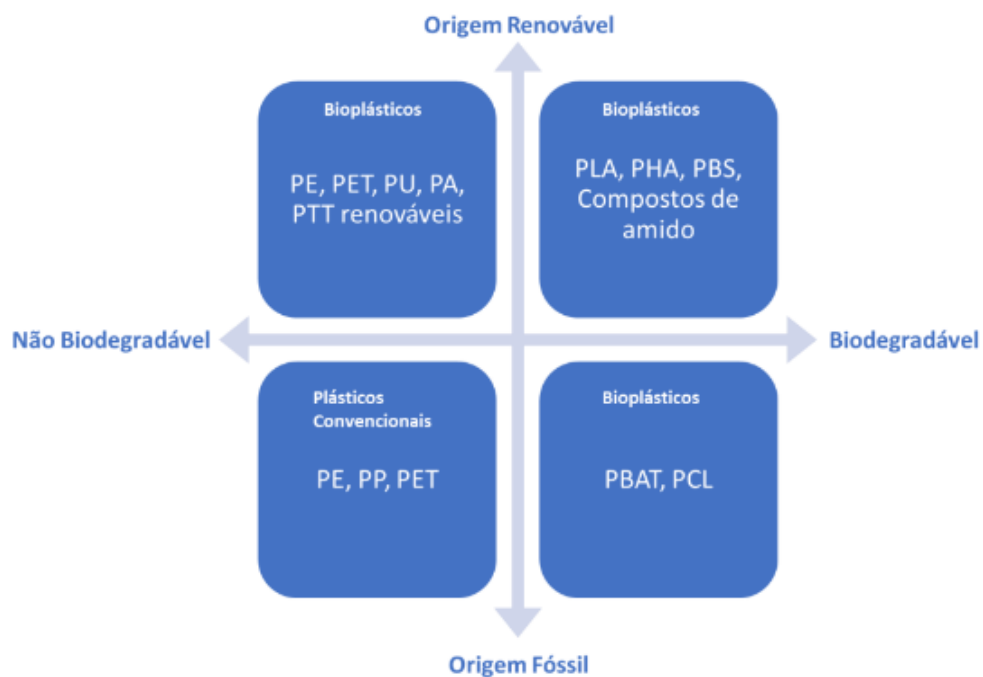 Origem Renovável
Bioplásticos
PE, PET, PU, PA,
PTT renováveis
Bioplásticos
PLA, PHA, PBS,
Compostos de
amido
Não Biodegradável
Biodegradável
Plásticos
Convencionais
PE, PP, PET
Bioplásticos
PBAT, PCL
Origem Fóssil